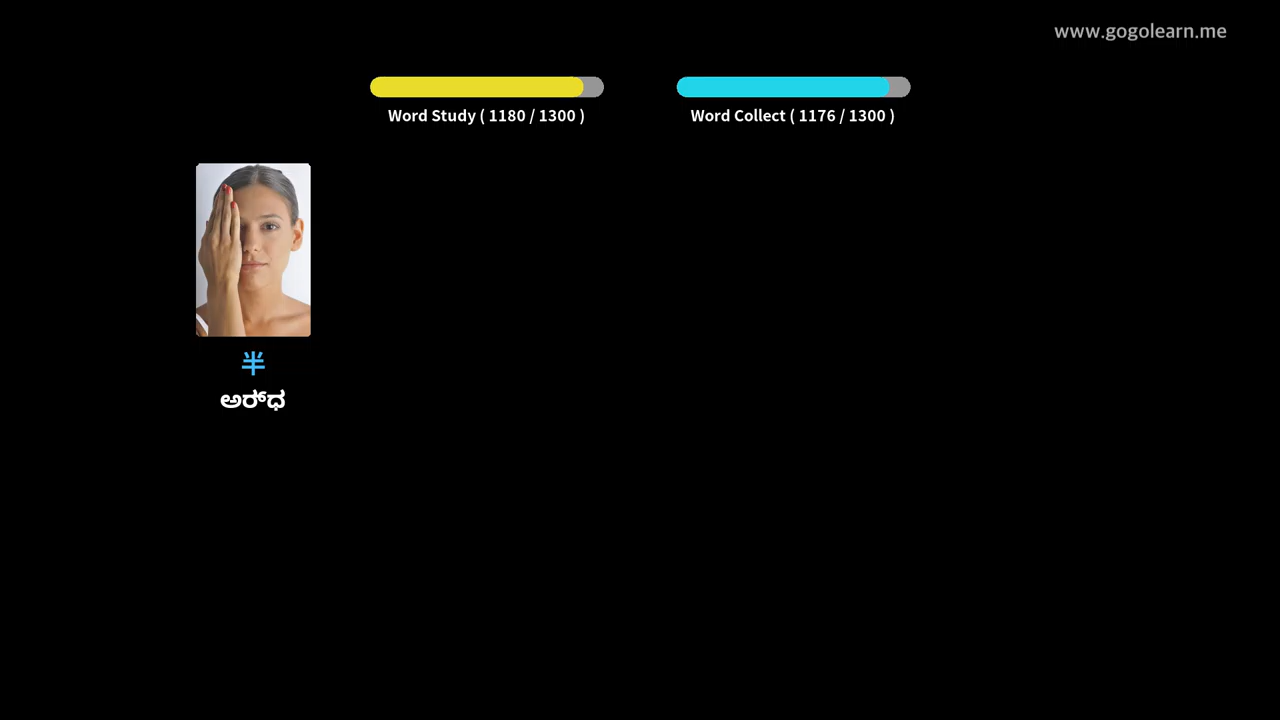 www.gogolearn.me
Word Study ( 1180 / 1300 )
Word Collect ( 1176 / 1300 )
半
ಅರ್ಧ